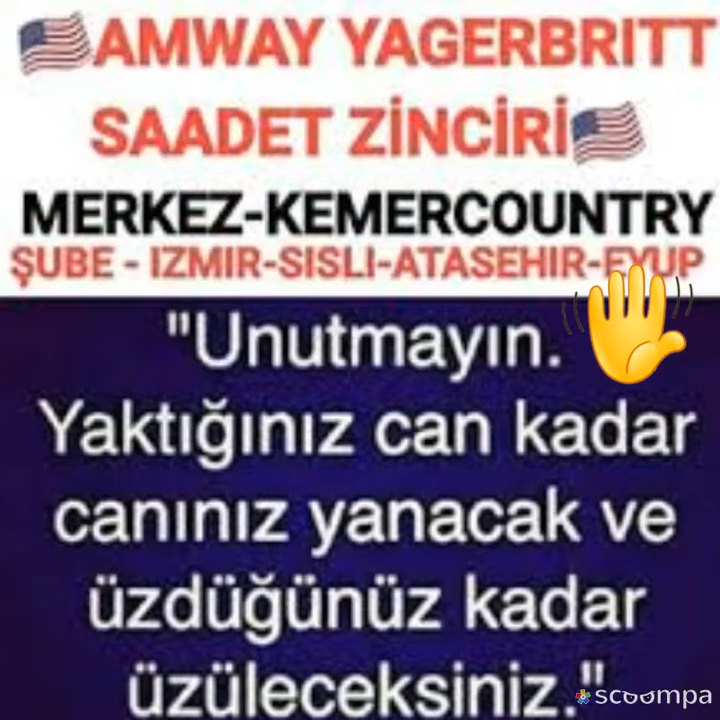 AMWAY YAGERBRITT
SAADET ZİNCİRİ
MERKEZ-KEMERCOUNTRY
ŞUBE - IZMIR-SISLI-ATASEHIR-EYUP
"Unutmayın.
Yaktığınız can kadar
canınız yanacak ve
üzdüğünüz kadar
üzüleceksiniz."
scoompa